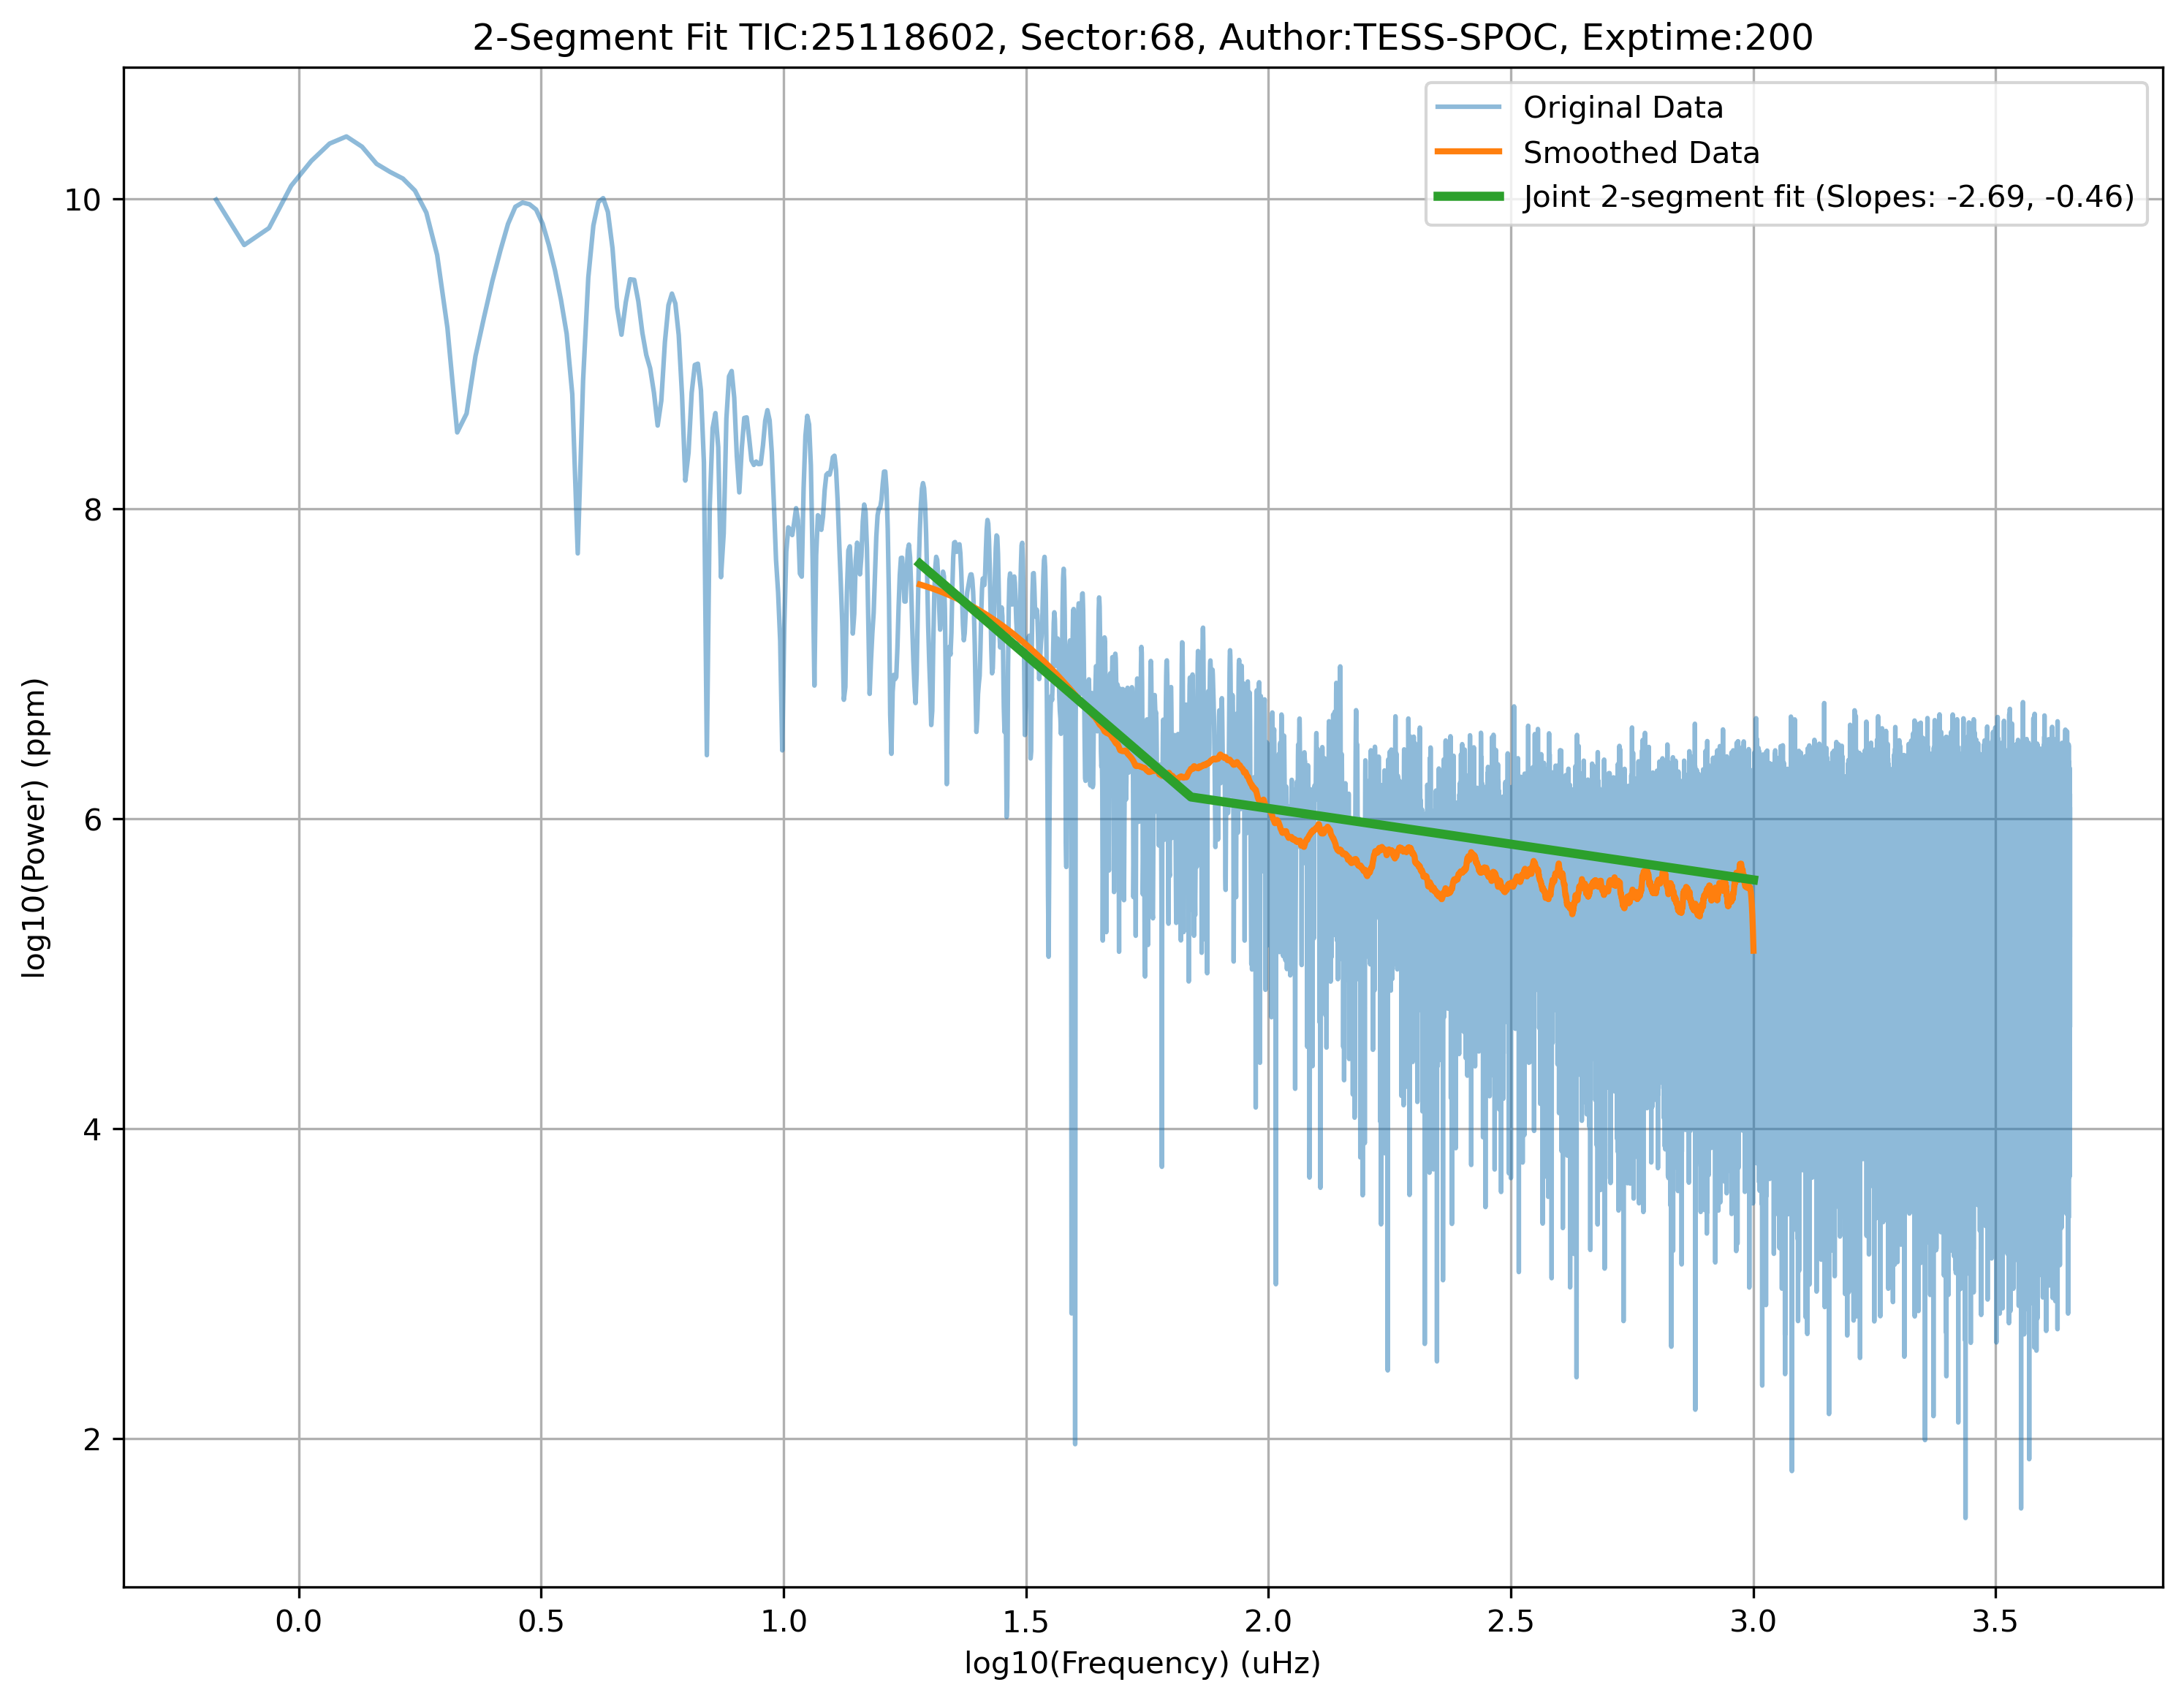 2-Segment Fit TIC:25118602, Sector:68, Author:TESS-SPOC, Exptime:200
Original Data
Smoothed Data
Joint 2-segment fit (Slopes: -2.69, -0.46)
log10(Power) (ppm)
10
8
6
4
2
0.0 0.5 1.0 1.5 2.0 2.5 3.0 3.5
log10(Frequency) (uHz)